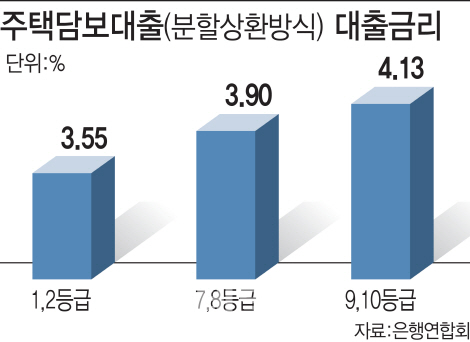 주택담보대출(분할상환방식) 대출금리
단위:%
3.55
3.90
4.13
1,2등급
7,8등급
9,10등급
자료:은행연합회